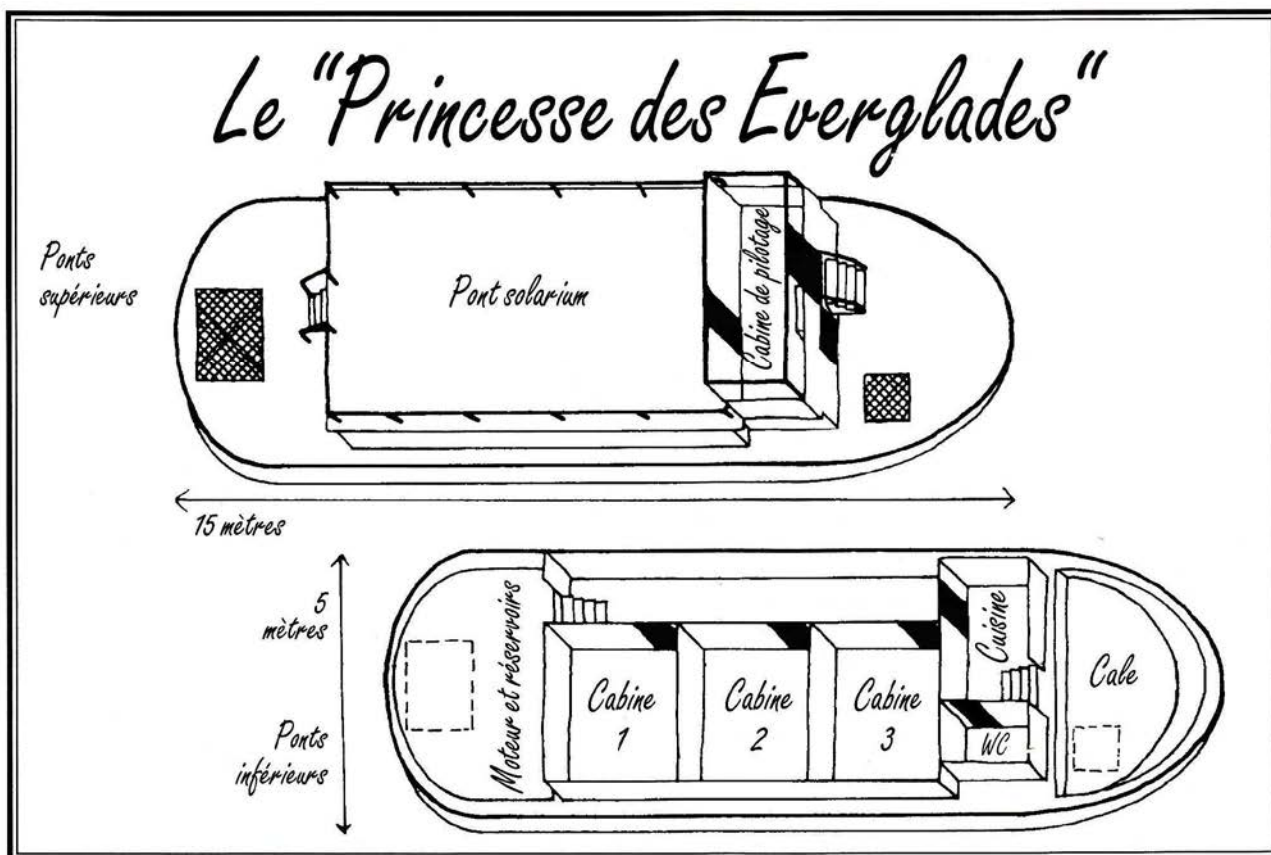 Le "Princesse des Everglades"
Ponts
supérieurs
Pont solarium
Cabine de pilotage
15 mètres
5
mètres
Ponts
inférieurs
Moteur et réservoirs
Cabine
1
Cabine
2
Cabine
3
Cuisine
WC
Cale